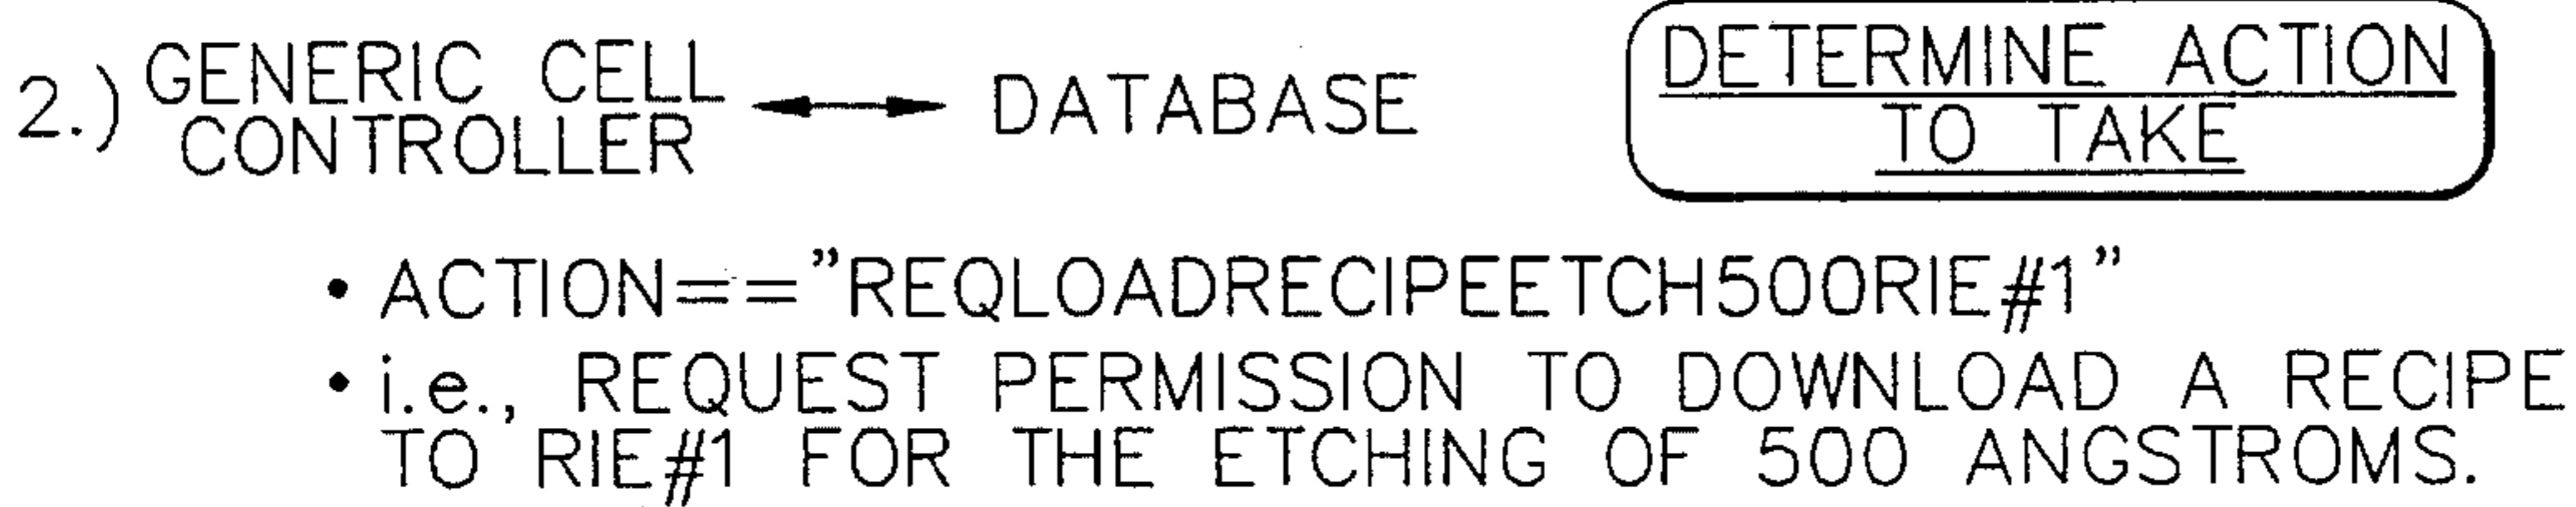 2.) GENERIC CELL CONTROLLER ◄─► DATABASE
DETERMINE ACTION
TO TAKE
• ACTION=="REQLOADRECIPEETCH500RIE#1"
• i.e., REQUEST PERMISSION TO DOWNLOAD A RECIPE
TO RIE#1 FOR THE ETCHING OF 500 ANGSTROMS.